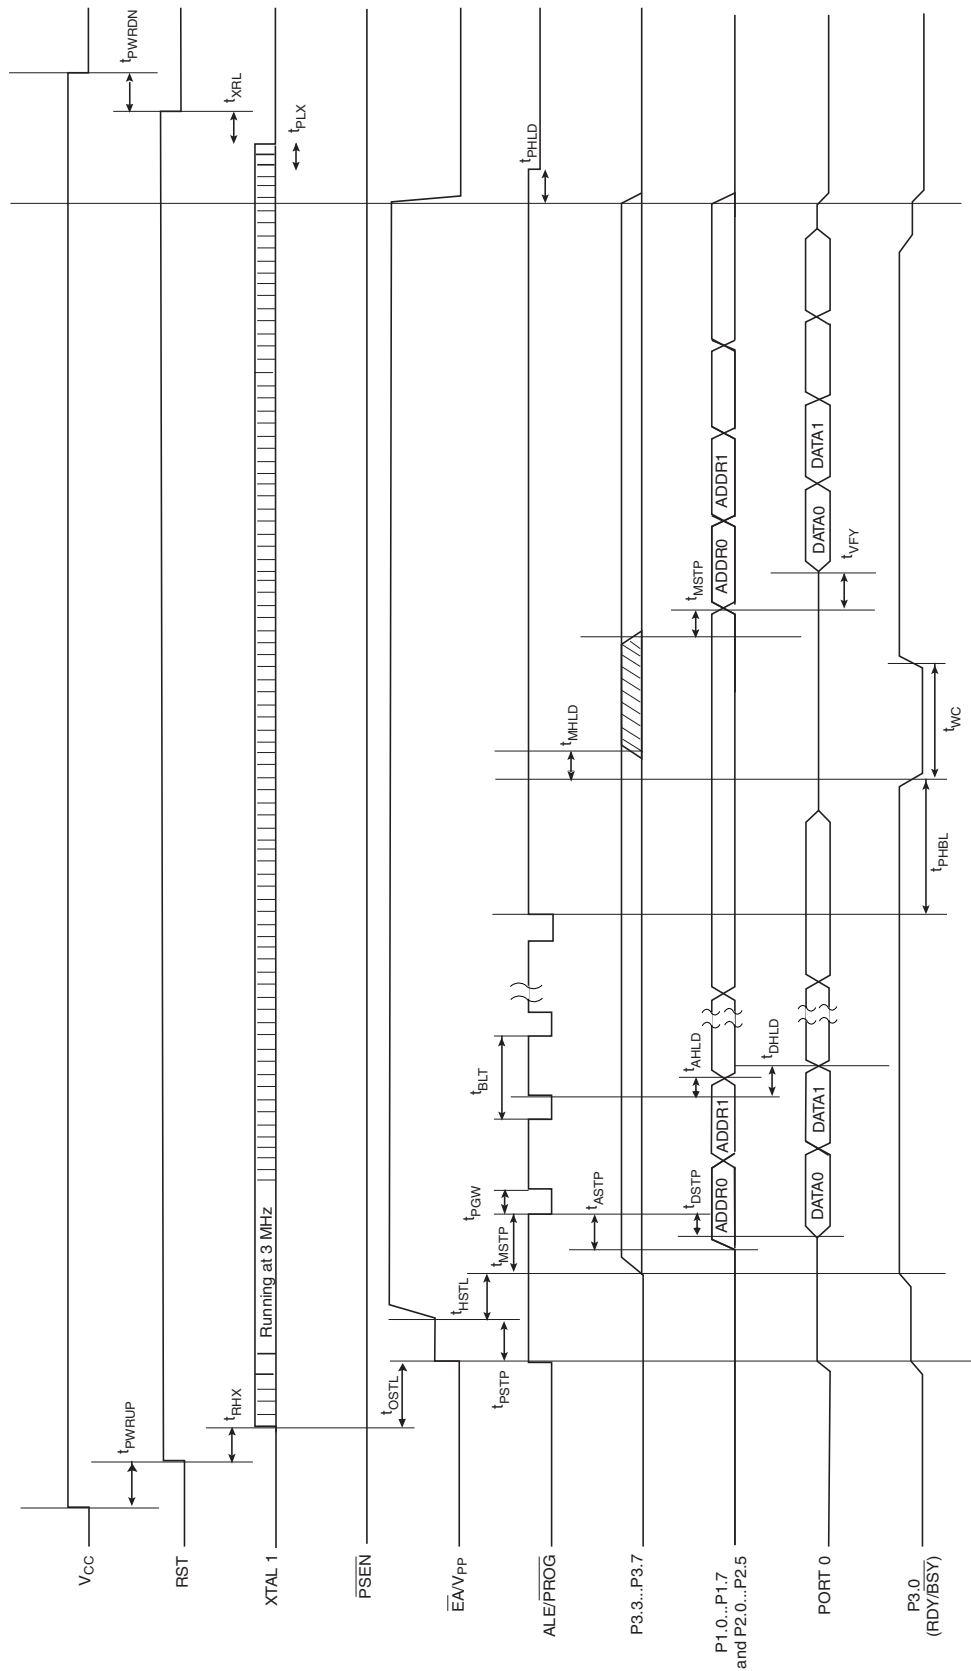 VCC
tPWRUP
tPWRDN
RST
tRHX
tXRL
XTAL 1
Running at 3 MHz
tPLX
PSEN
tOSTL
EA/VPP
tHSTL
tPSTP
tMSTP
tPGW
tBLT
tPHLD
ALE/PROG
tASTP
tMHLD
P3.3...P3.7
tDSTP
tAHLD
tMSTP
P1.0...P1.7
and P2.0...P2.5
ADDR0
ADDR1
ADDR0
ADDR1
tDHLD
PORT 0
DATA0
DATA1
DATA0
DATA1
tVFY
P3.0
(RDY/BSY)
tPHBL
tWC